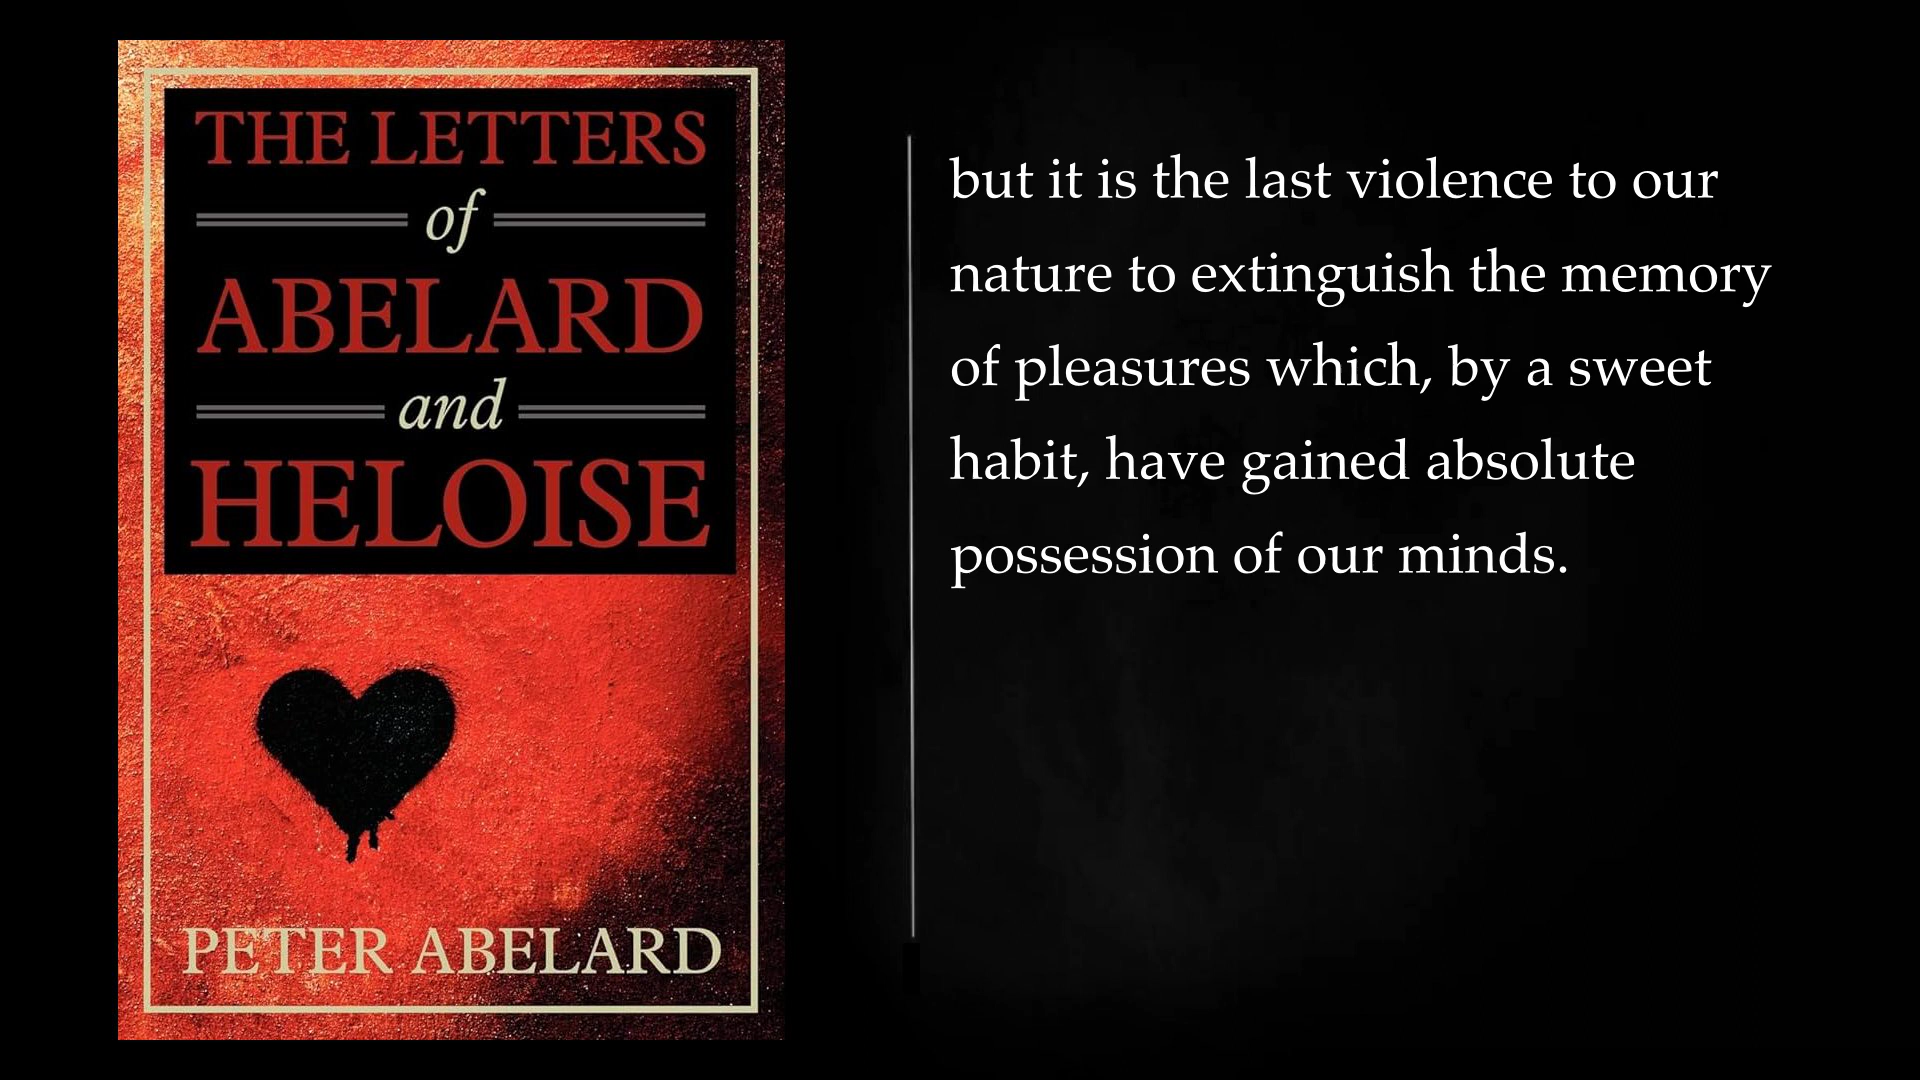 THE LETTERS
of
ABELARD
and
HELOISE
PETER ABELARD
but it is the last violence to our
nature to extinguish the memory
of pleasures which, by a sweet
habit, have gained absolute
possession of our minds.